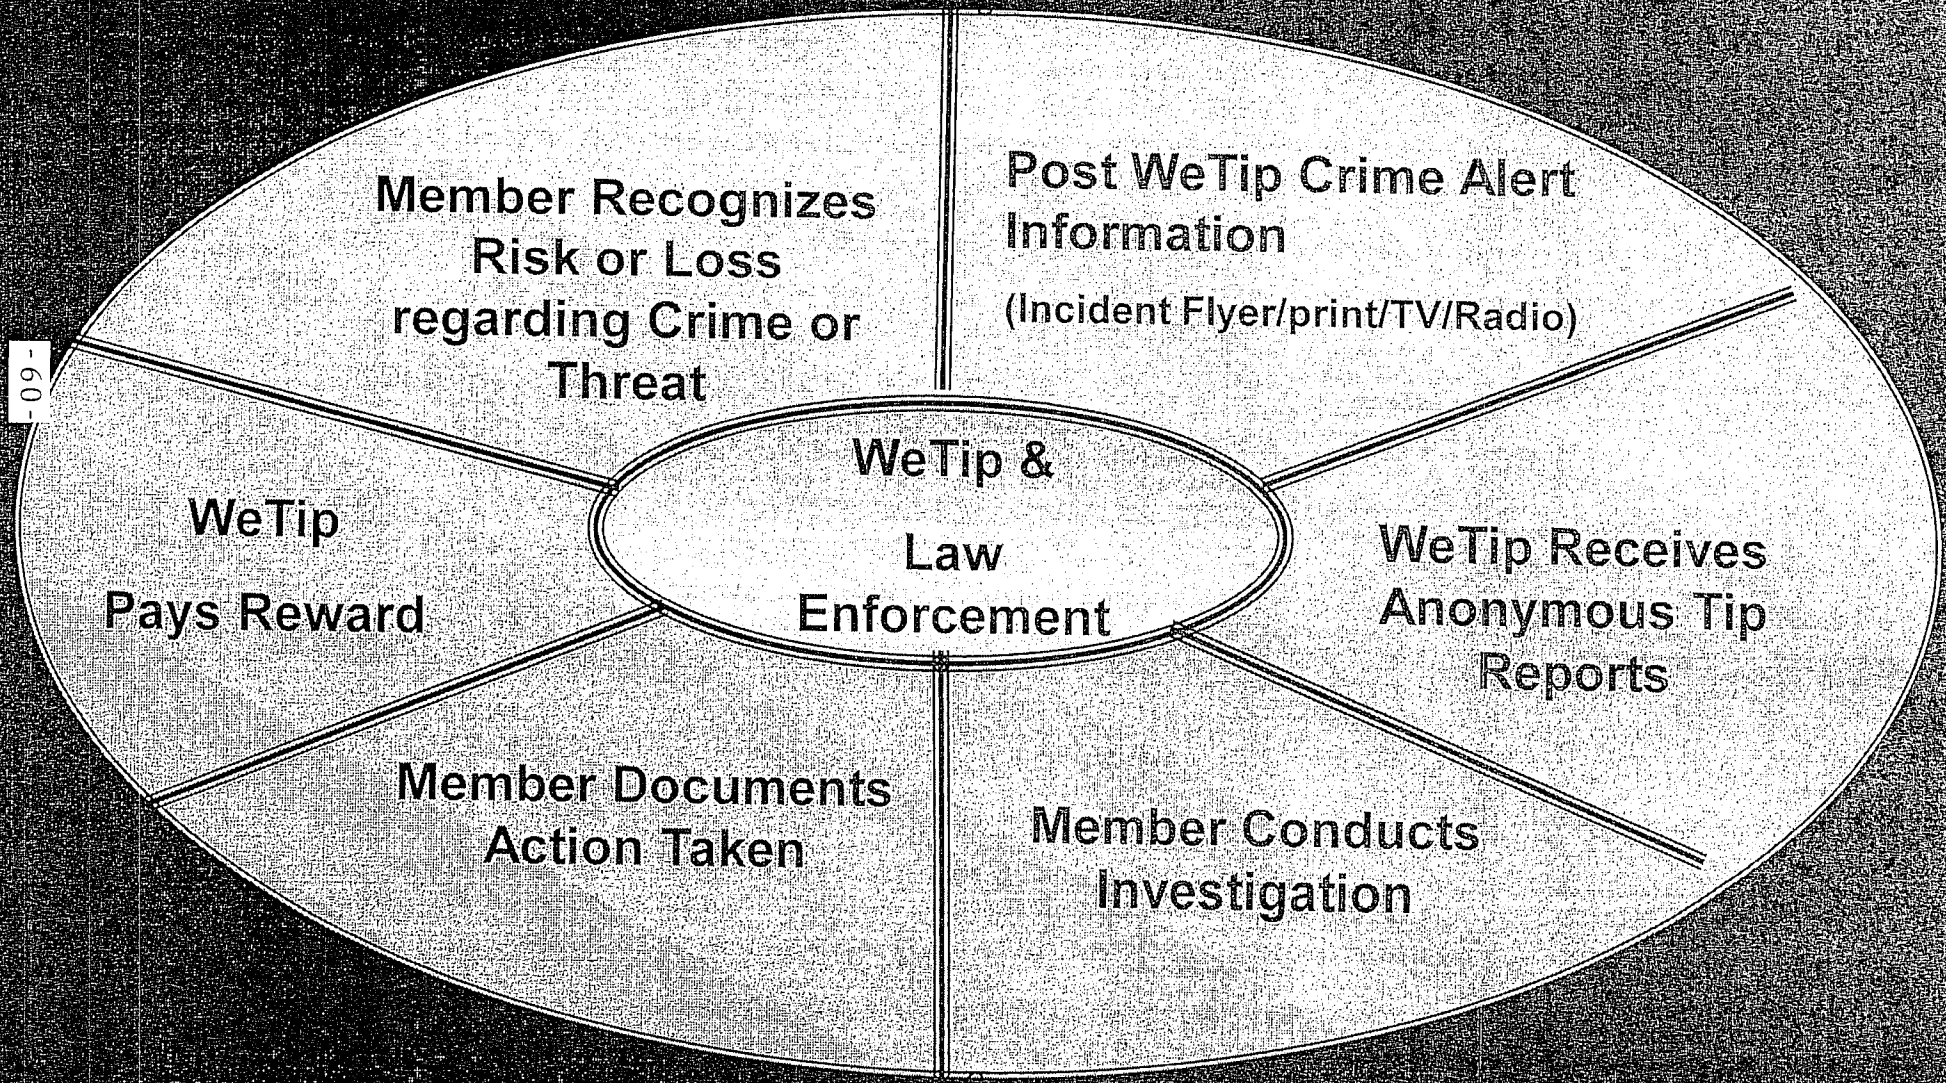 Member Recognizes
Risk or Loss
regarding Crime or
Threat
Post WeTip Crime Alert
Information
(Incident Flyer/print/TV/Radio)
WeTip Receives
Anonymous Tip
Reports
Member Conducts
Investigation
Member Documents
Action Taken
WeTip
Pays Reward
WeTip &
Law
Enforcement
-60-